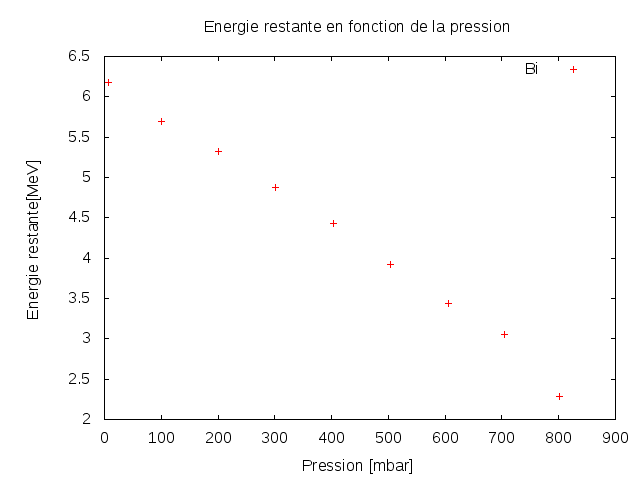 Energie restante en fonction de la pression
Bi
6.5
6
5.5
5
4.5
4
3.5
3
2.5
2
Energie restante[MeV]
0 100 200 300 400 500 600 700 800 900
Pression [mbar]